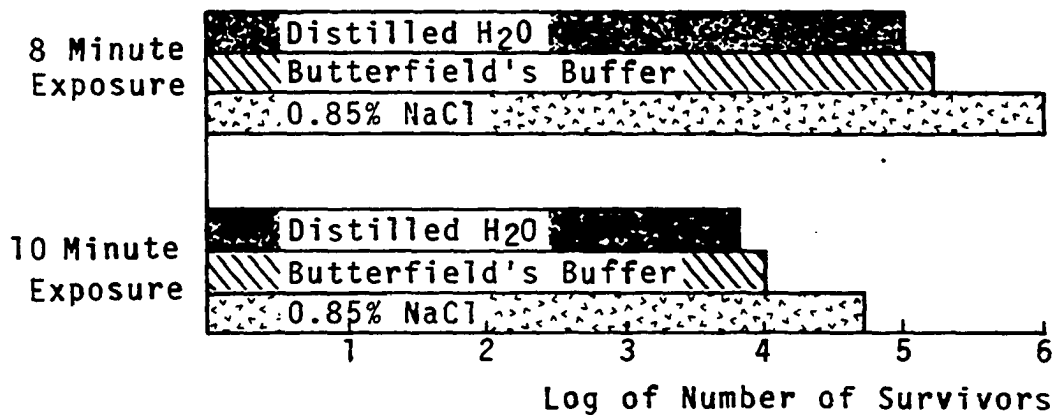 8 Minute
Exposure
Distilled H2O
Butterfield's Buffer
0.85% NaCl
10 Minute
Exposure
Distilled H2O
Butterfield's Buffer
0.85% NaCl
1 2 3 4 5 6
Log of Number of Survivors